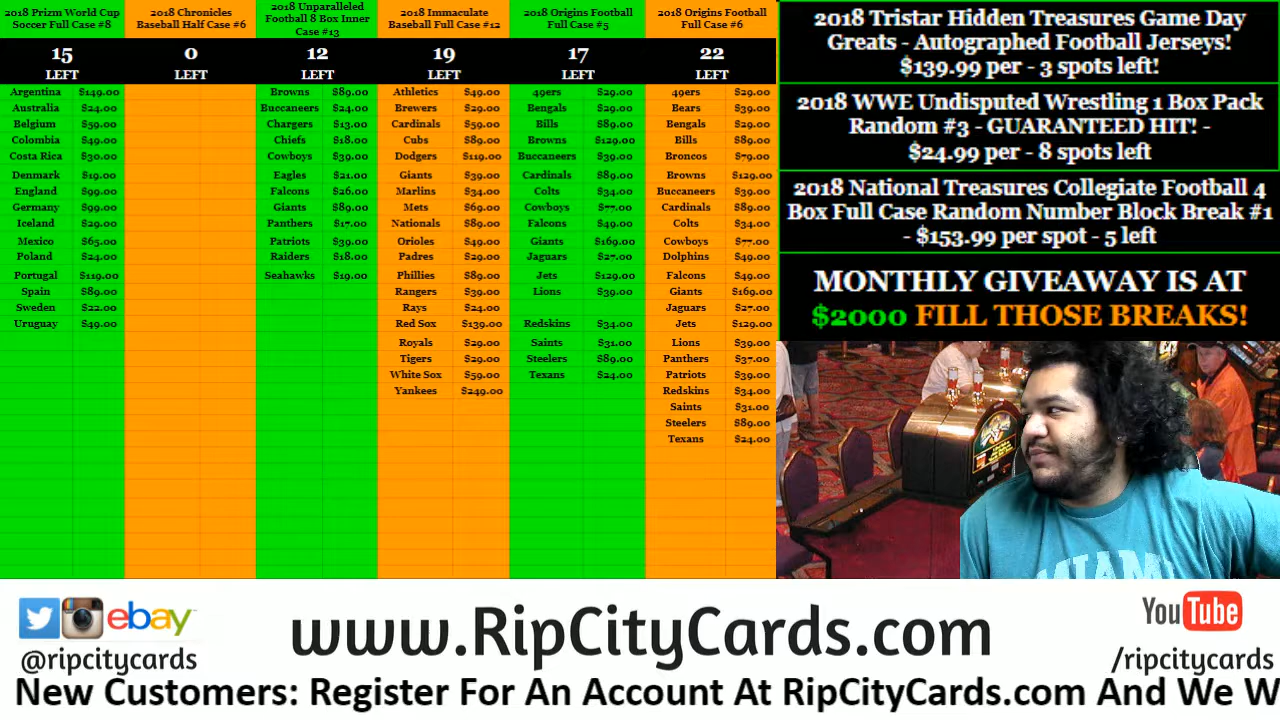 2018 Prizm World Cup
Soccer Full Case #8
15
LEFT
Argentina $149.00
Australia $24.00
Belgium $59.00
Colombia $49.00
Costa Rica $30.00
Denmark $19.00
England $99.00
Germany $99.00
Iceland $29.00
Mexico $65.00
Poland $24.00
Portugal $119.00
Spain $89.00
Sweden $22.00
Uruguay $49.00
2018 Chronicles
Baseball Half Case #6
0
LEFT
2018 Unparalleled
Football 8 Box Inner
Case #13
12
LEFT
Browns $89.00
Buccaneers $24.00
Chargers $13.00
Chiefs $18.00
Cowboys $39.00
Eagles $21.00
Falcons $26.00
Giants $89.00
Panthers $17.00
Patriots $39.00
Raiders $18.00
Seahawks $19.00
2018 Immaculate
Baseball Full Case #12
19
LEFT
Athletics $49.00
Brewers $29.00
Cardinals $59.00
Cubs $89.00
Dodgers $119.00
Giants $39.00
Marlins $34.00
Mets $69.00
Nationals $89.00
Orioles $49.00
Padres $29.00
Phillies $89.00
Rangers $39.00
Rays $24.00
Red Sox $139.00
Royals $29.00
Tigers $29.00
White Sox $59.00
Yankees $249.00
2018 Origins Football
Full Case #5
17
LEFT
49ers $29.00
Bengals $29.00
Bills $89.00
Browns $129.00
Buccaneers $39.00
Cardinals $89.00
Colts $34.00
Cowboys $77.00
Falcons $49.00
Giants $169.00
Jaguars $27.00
Jets $129.00
Lions $39.00
Redskins $34.00
Saints $31.00
Steelers $89.00
Texans $24.00
2018 Origins Football
Full Case #6
22
LEFT
49ers $29.00
Bears $39.00
Bengals $29.00
Bills $89.00
Broncos $79.00
Browns $129.00
Buccaneers $39.00
Cardinals $89.00
Colts $34.00
Cowboys $77.00
Dolphins $49.00
Falcons $49.00
Giants $169.00
Jaguars $27.00
Jets $129.00
Lions $39.00
Panthers $37.00
Patriots $39.00
Redskins $34.00
Saints $31.00
Steelers $89.00
Texans $24.00
2018 Tristar Hidden Treasures Game Day
Greats - Autographed Football Jerseys!
$139.99 per - 3 spots left!
2018 WWE Undisputed Wrestling 1 Box Pack
Random #3 - GUARANTEED HIT! -
$24.99 per - 8 spots left
2018 National Treasures Collegiate Football 4
Box Full Case Random Number Block Break #1
- $153.99 per spot - 5 left
MONTHLY GIVEAWAY IS AT
$2000 FILL THOSE BREAKS!
MIAMI
ebay
@ripcitycards
www.RipCityCards.com
YouTube
/ripcitycards
New Customers: Register For An Account At RipCityCards.com And We W